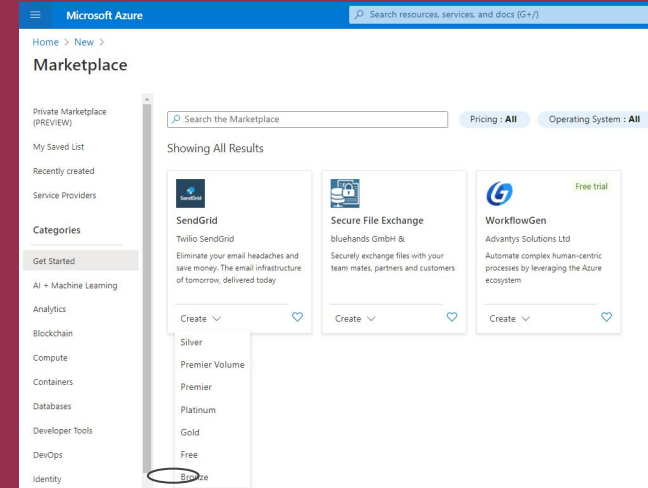 Microsoft Azure
Search resources, services, and docs (G+/)
Home > New >
Marketplace
Private Marketplace
(PREVIEW)
My Saved List
Recently created
Service Providers
Categories
Get Started
AI + Machine Learning
Analytics
Blockchain
Compute
Containers
Databases
Developer Tools
DevOps
Identity
Search the Marketplace
Pricing : All
Operating System : All
Showing All Results
SendGrid
SendGrid
Twilio SendGrid
Eliminate your email headaches and
save money. The email infrastructure
of tomorrow, delivered today
Create
Silver
Premier Volume
Premier
Platinum
Gold
Free
Bronze
Secure File Exchange
bluehands GmbH &
Securely exchange files with your
team mates, partners and customers
Create
Free trial
WorkflowGen
Advantys Solutions Ltd
Automate complex human-centric
processes by leveraging the Azure
ecosystem
Create